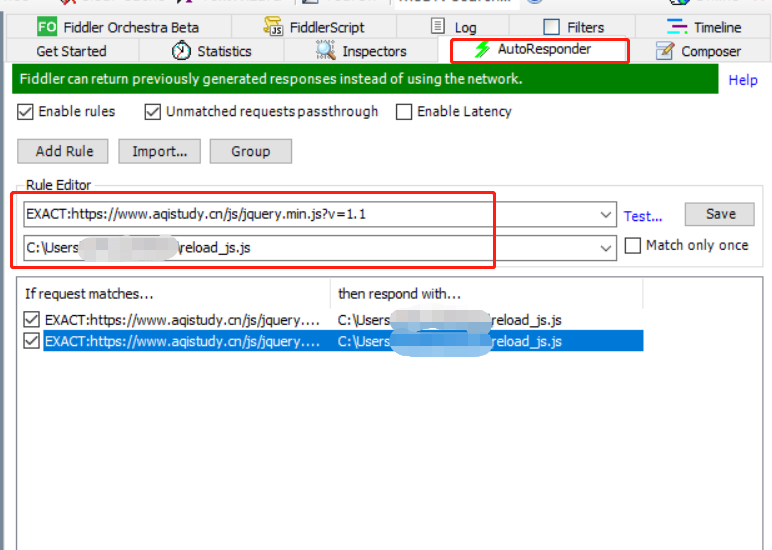 FO Fiddler Orchestra Beta
FiddlerScript
Log
Filters
Timeline
Get Started
Statistics
Inspectors
AutoResponder
Composer
Fiddler can return previously generated responses instead of using the network.
Help
Enable rules
Unmatched requests passthrough
Enable Latency
Add Rule
Import...
Group
Rule Editor
EXACT:https://www.aqistudy.cn/js/jquery.min.js?v=1.1
Test...
Save
C:\Users \reload_js.js
Match only once
If request matches...
then respond with...
EXACT:https://www.aqistudy.cn/js/jquery....
C:\Users reload_js.js
EXACT:https://www.aqistudy.cn/js/jquery....
C:\Users reload_js.js